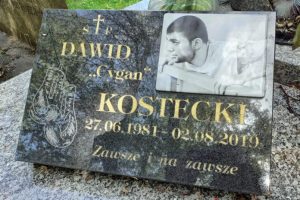 S P
DAWID
„Cygan"
KOSTECKI
27.06.1981 - 02.08.2019
Zawsze i na zawsze